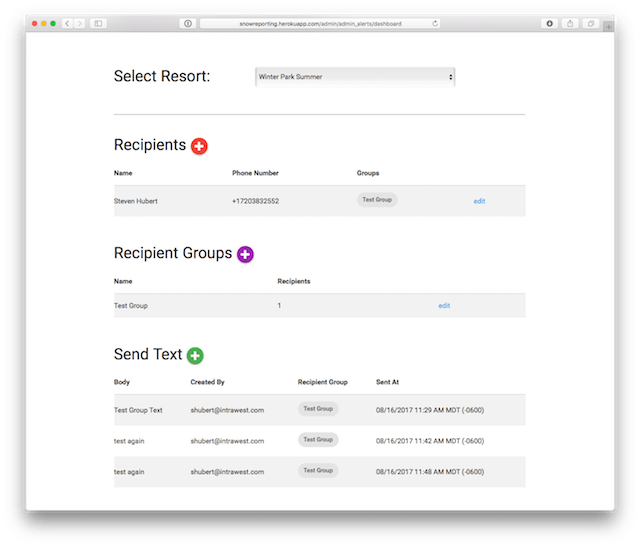 snowreporting.herokuapp.com/admin/admin_alerts/dashboard
Select Resort: Winter Park Summer
Recipients
Name Phone Number Groups
Steven Hubert +17203832552 Test Group edit
Recipient Groups
Name Recipients
Test Group 1 edit
Send Text
Body Created By Recipient Group Sent At
Test Group Text shubert@intrawest.com Test Group 08/16/2017 11:29 AM MDT (-0600)
test again shubert@intrawest.com Test Group 08/16/2017 11:42 AM MDT (-0600)
test again shubert@intrawest.com Test Group 08/16/2017 11:48 AM MDT (-0600)